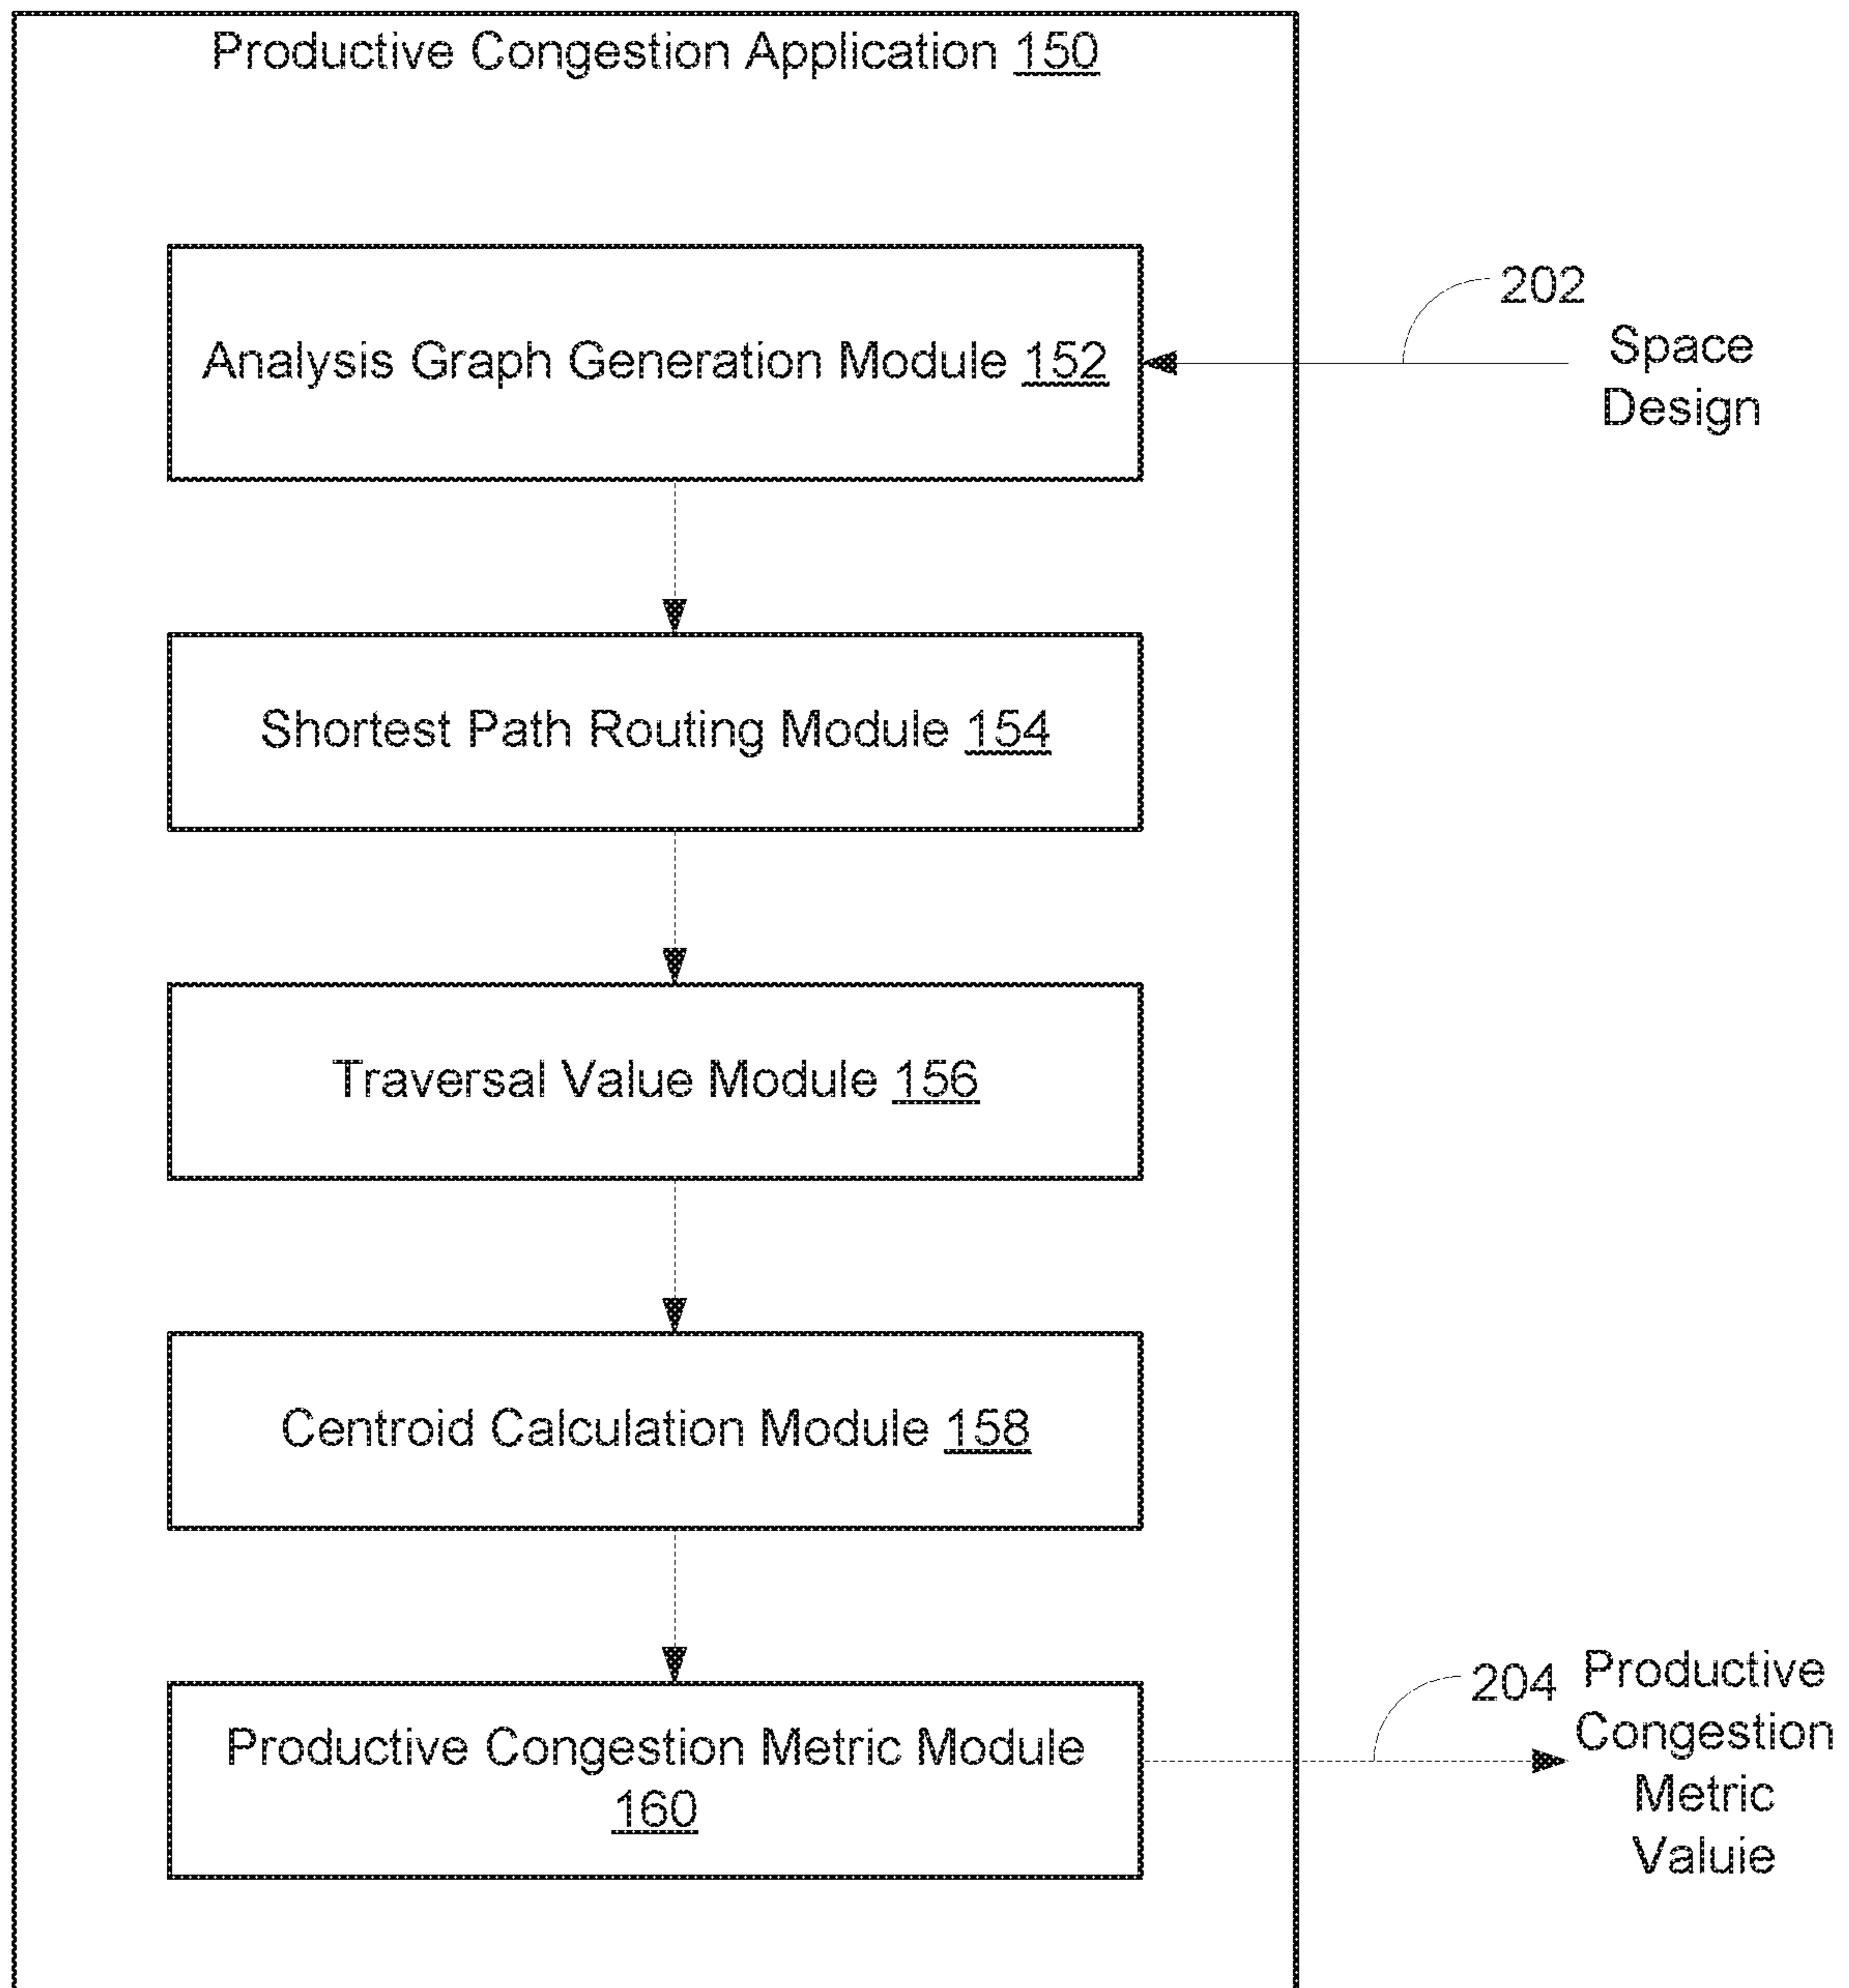 Productive Congestion Application 150
Analysis Graph Generation Module 152
202
Space
Design
Shortest Path Routing Module 154
Traversal Value Module 156
Centroid Calculation Module 158
Productive Congestion Metric Module
160
204
Productive
Congestion
Metric
Valuie